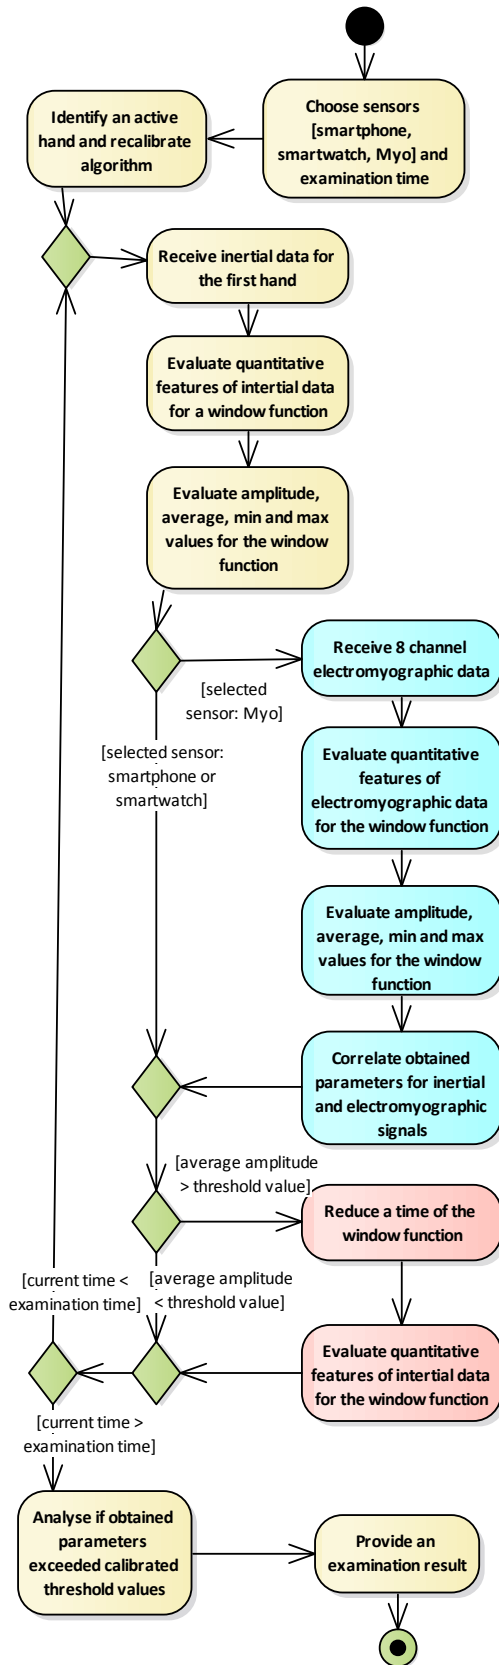 Choose sensors
[smartphone,
smartwatch, Myo] and
examination time
Identify an active
hand and recalibrate
algorithm
Receive inertial data for
the first hand
Evaluate quantitative
features of intertial data
for a window function
Evaluate amplitude,
average, min and max
values for the window
function
Receive 8 channel
electromyographic data
[selected
sensor: Myo]
[selected sensor:
smartphone or
smartwatch]
Evaluate quantitative
features of
electromyographic data
for the window function
Evaluate amplitude,
average, min and max
values for the window
function
Correlate obtained
parameters for inertial
and electromyographic
signals
[average amplitude
> threshold value]
Reduce a time of the
window function
[average amplitude
< threshold value]
[current time <
examination time]
Evaluate quantitative
features of intertial data
for the window function
[current time >
examination time]
Analyse if obtained
parameters
exceeded calibrated
threshold values
Provide an
examination result